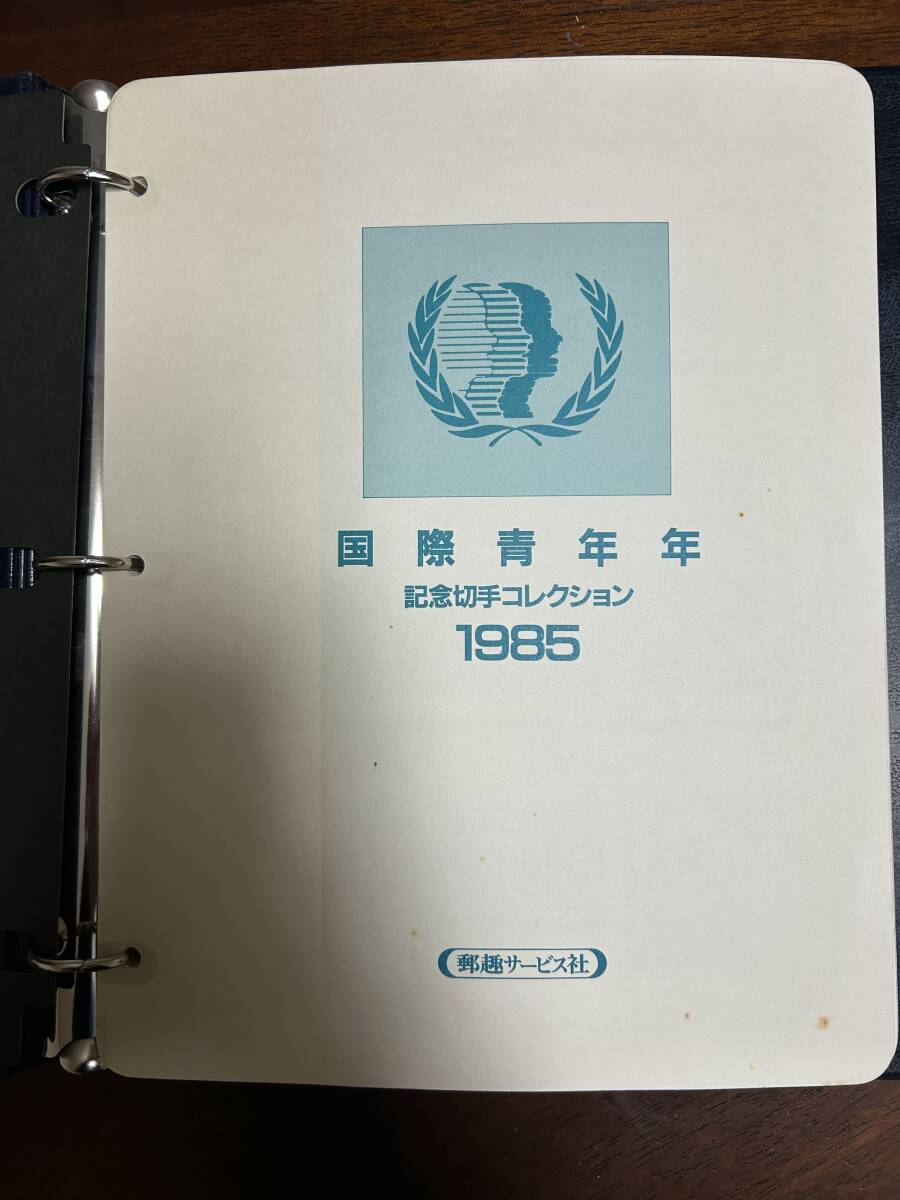 国際青年年
記念切手コレクション
1985
郵趣サービス社